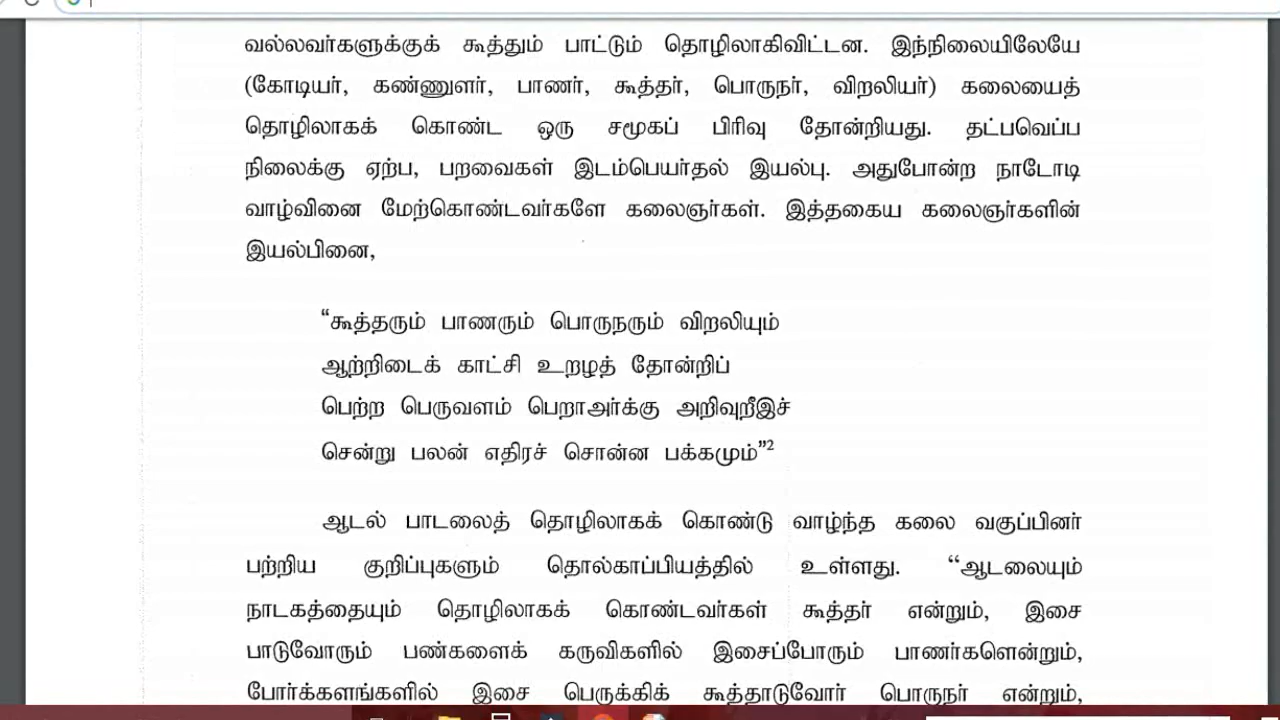 வல்லவர்களுக்குக் கூத்தும் பாட்டும் தொழிலாகிவிட்டன. இந்நிலையிலேயே
(கோடியர், கண்ணுளர், பாணர், கூத்தர், பொருநர், விறலியர்) கலையைத்
தொழிலாகக் கொண்ட ஒரு சமூகப் பிரிவு தோன்றியது. தட்பவெப்ப
நிலைக்கு ஏற்ப, பறவைகள் இடம்பெயர்தல் இயல்பு. அதுபோன்ற நாடோடி
வாழ்வினை மேற்கொண்டவர்களே கலைஞர்கள். இத்தகைய கலைஞர்களின்
இயல்பினை,
“கூத்தரும் பாணரும் பொருநரும் விறலியும்
ஆற்றிடைக் காட்சி உறழத் தோன்றிப்
பெற்ற பெருவளம் பெறாஅர்க்கு அறிவுறீஇச்
சென்று பலன் எதிரச் சொன்ன பக்கமும்”2
ஆடல் பாடலைத் தொழிலாகக் கொண்டு வாழ்ந்த கலை வகுப்பினர்
பற்றிய குறிப்புகளும் தொல்காப்பியத்தில் உள்ளது. “ஆடலையும்
நாடகத்தையும் தொழிலாகக் கொண்டவர்கள் கூத்தர் என்றும், இசை
பாடுவோரும் பண்களைக் கருவிகளில் இசைப்போரும் பாணர்களென்றும்,
போர்க்களங்களில் இசை பெருக்கிக் கூத்தாடுவோர் பொருநர் என்றும்,